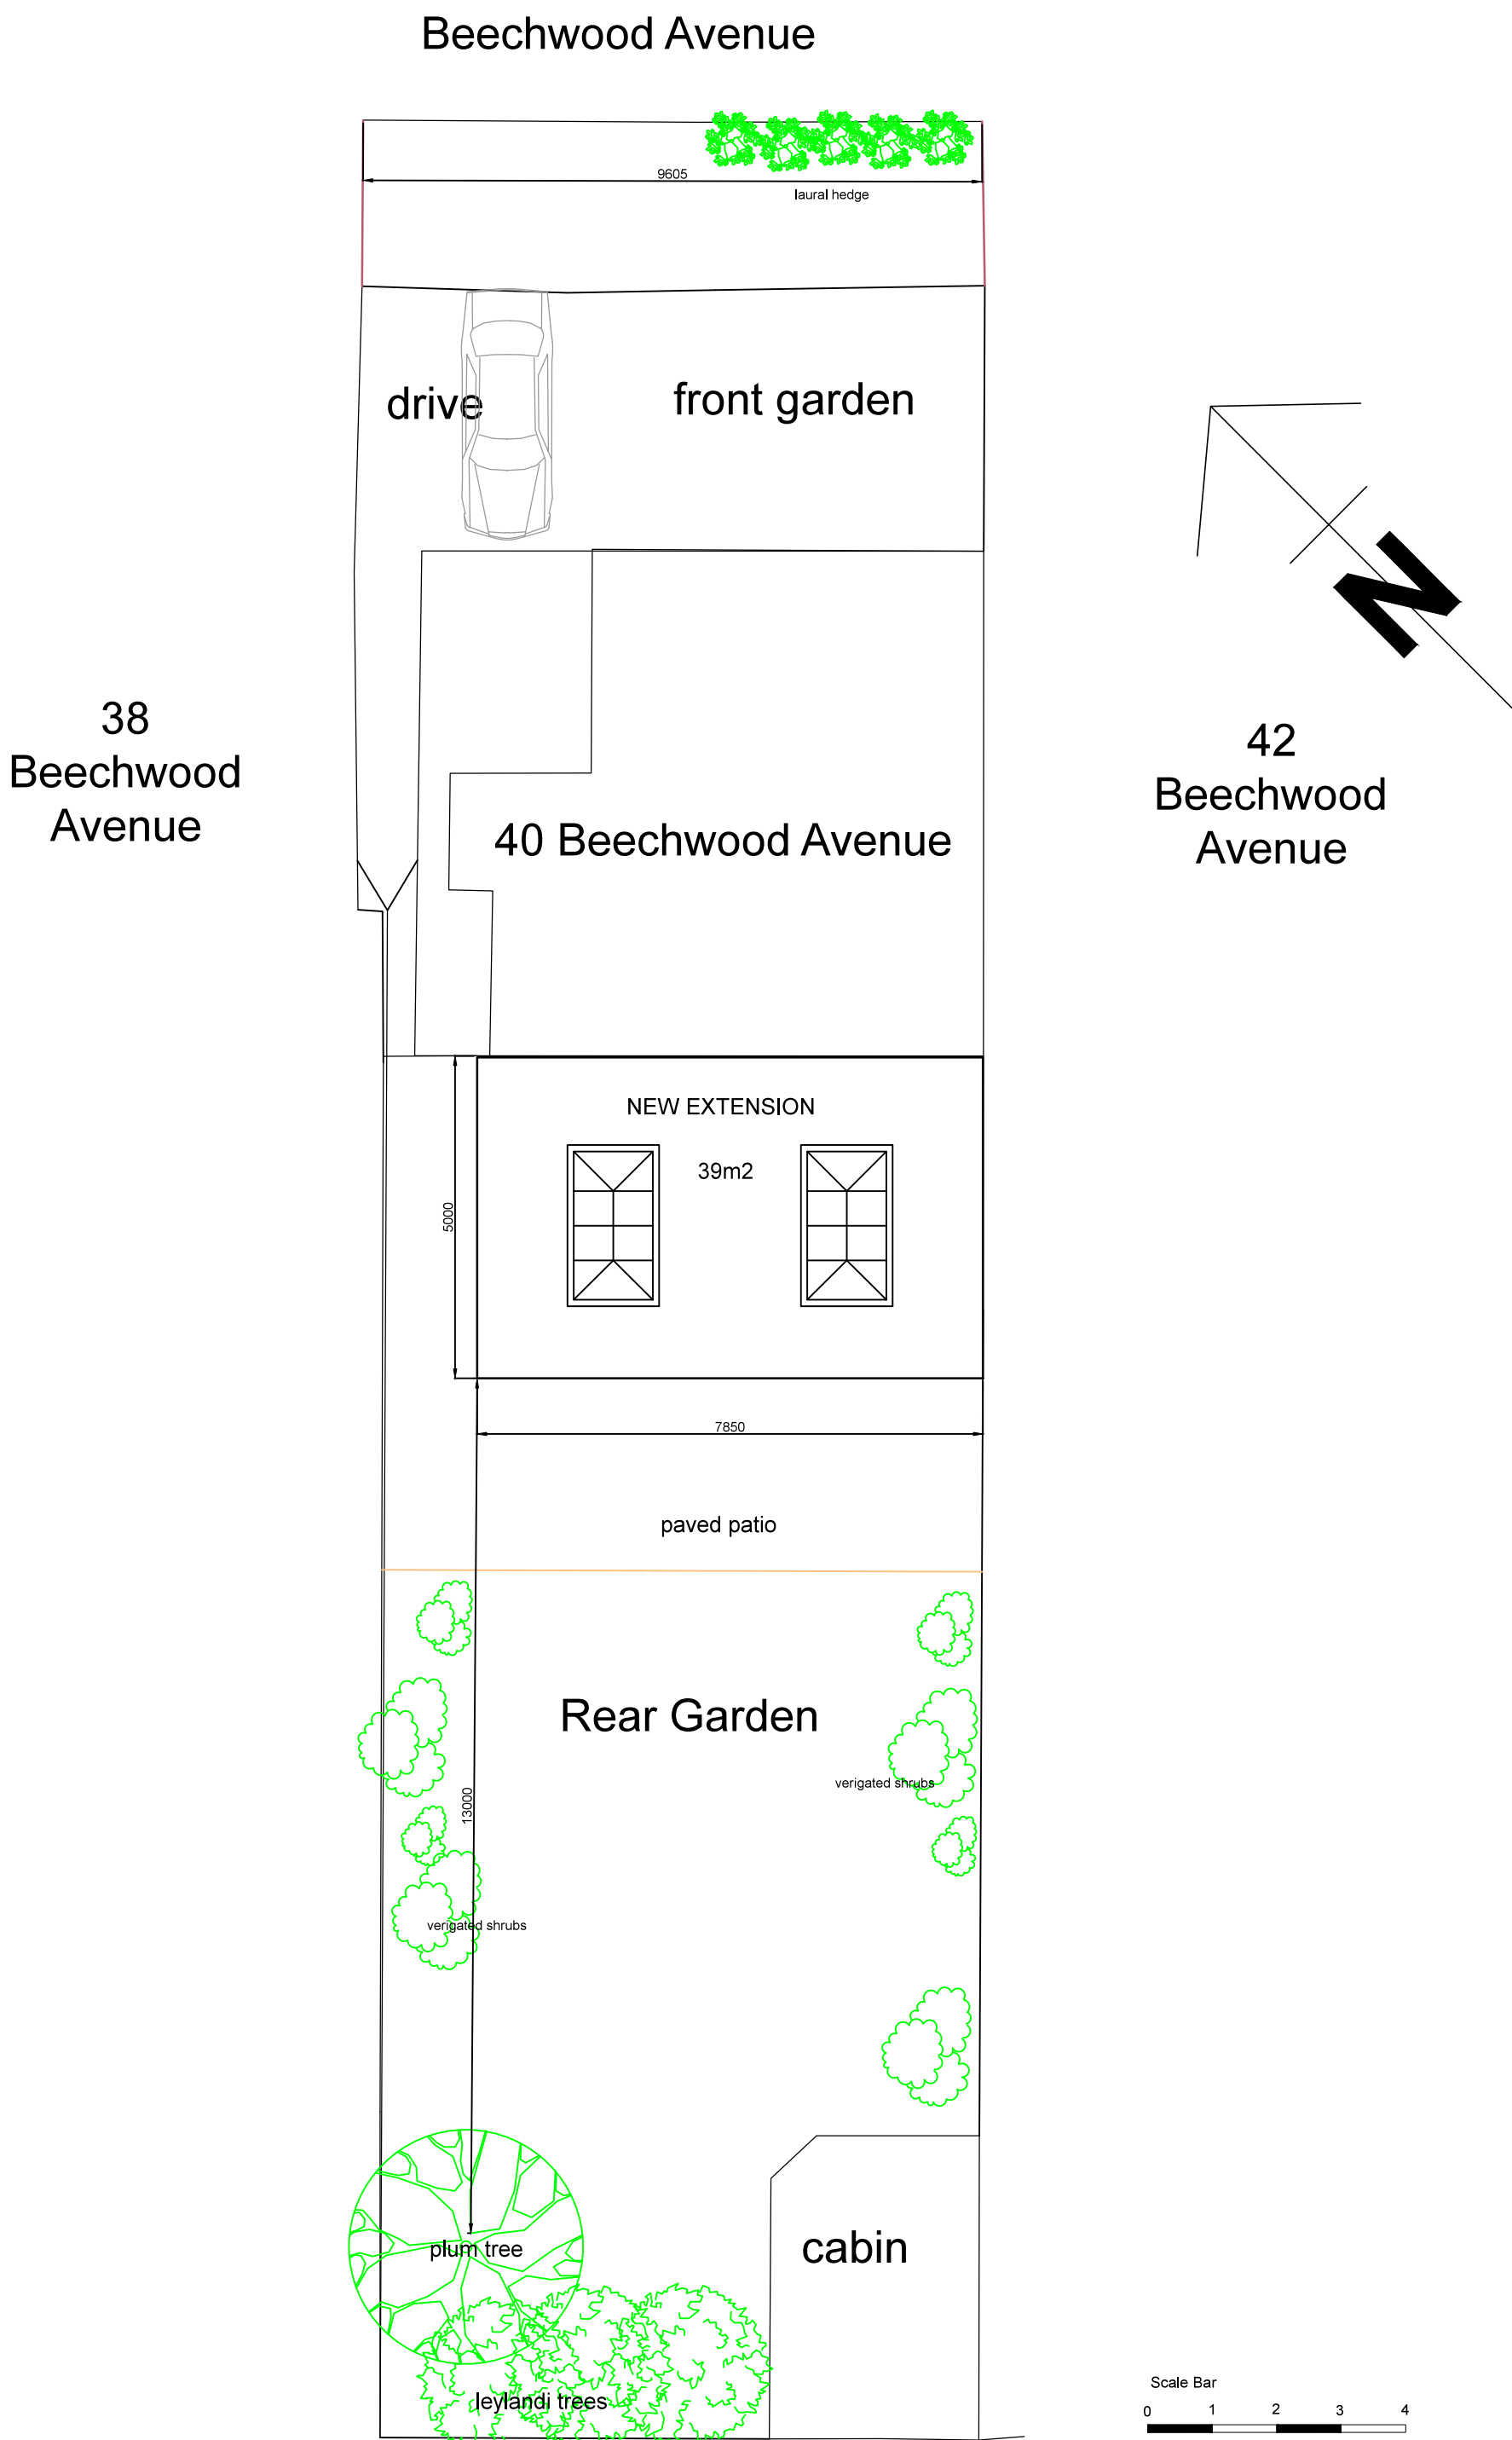 Beechwood Avenue
9605
laural hedge
drive
front garden
N
38
Beechwood
Avenue
42
Beechwood
Avenue
40 Beechwood Avenue
NEW EXTENSION
39m2
5000
7850
paved patio
Rear Garden
verigated shrubs
13000
verigated shrubs
plum tree
cabin
leylandi trees
Scale Bar
0 1 2 3 4